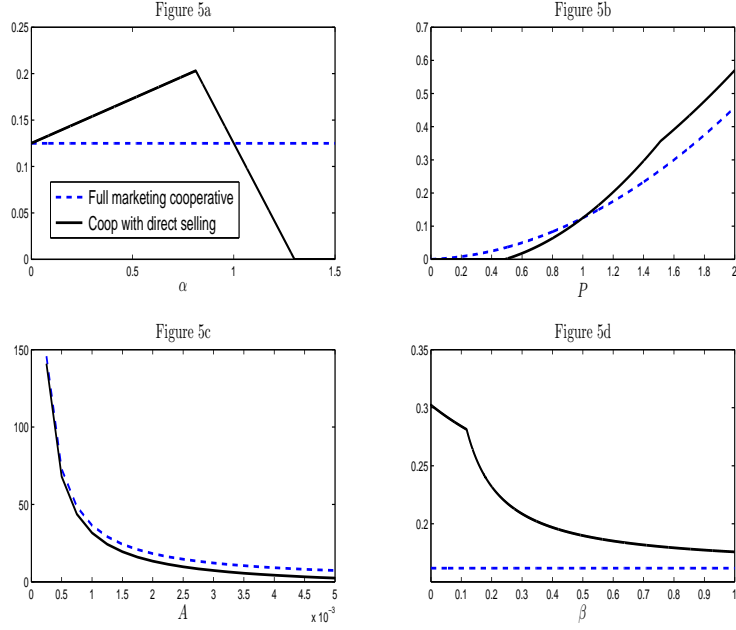 Figure 5a
0.25
0.2
0.15
0.1
0.05
0
0 0.5 1 1.5
α
Full marketing cooperative
Coop with direct selling
Figure 5b
0.7
0.6
0.5
0.4
0.3
0.2
0.1
0
0 0.2 0.4 0.6 0.8 1 1.2 1.4 1.6 1.8 2
P
Figure 5c
150
100
50
0
0 0.5 1 1.5 2 2.5 3 3.5 4 4.5 5
A
x 10⁻³
Figure 5d
0.35
0.3
0.25
0.2
0 0.1 0.2 0.3 0.4 0.5 0.6 0.7 0.8 0.9 1
β